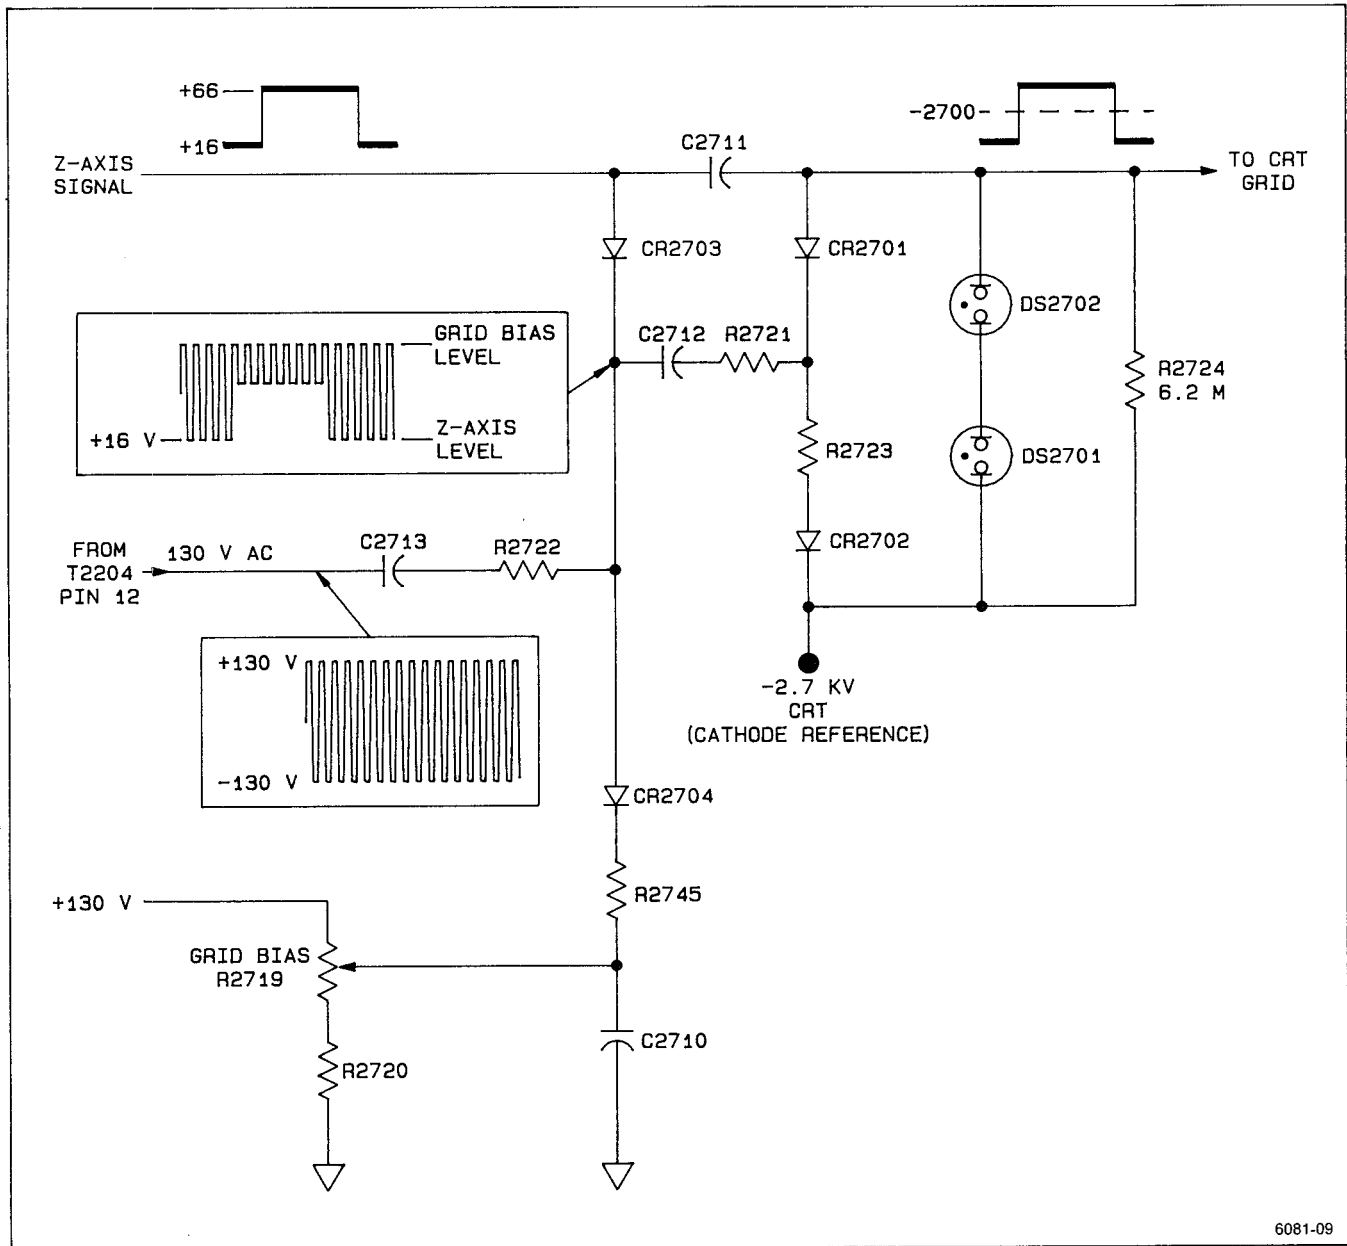 +66
+16
Z-AXIS
SIGNAL
C2711
-2700-
TO CRT
GRID
CR2703
CR2701
DS2702
GRID BIAS
LEVEL
+16 V
Z-AXIS
LEVEL
C2712
R2721
R2724
6.2 M
R2723
DS2701
FROM
T2204
PIN 12
130 V AC
C2713
R2722
CR2702
+130 V
-130 V
-2.7 KV
CRT
(CATHODE REFERENCE)
CR2704
R2745
+130 V
GRID BIAS
R2719
C2710
R2720
6081-09